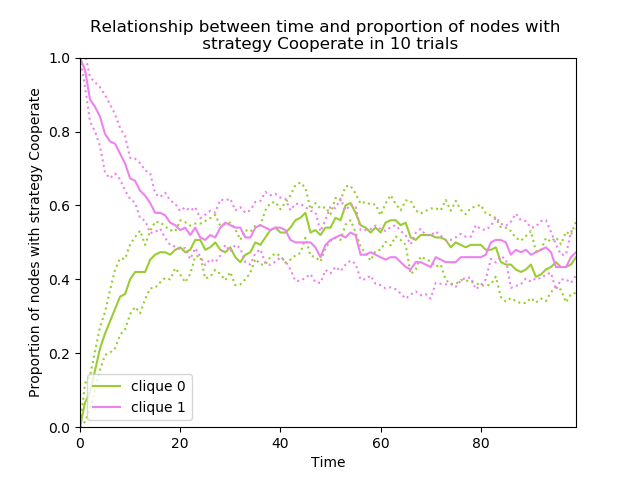 Relationship between time and proportion of nodes with
strategy Cooperate in 10 trials
Proportion of nodes with strategy Cooperate
1.0
0.8
0.6
0.4
0.2
0.0
clique 0
clique 1
0 20 40 60 80
Time